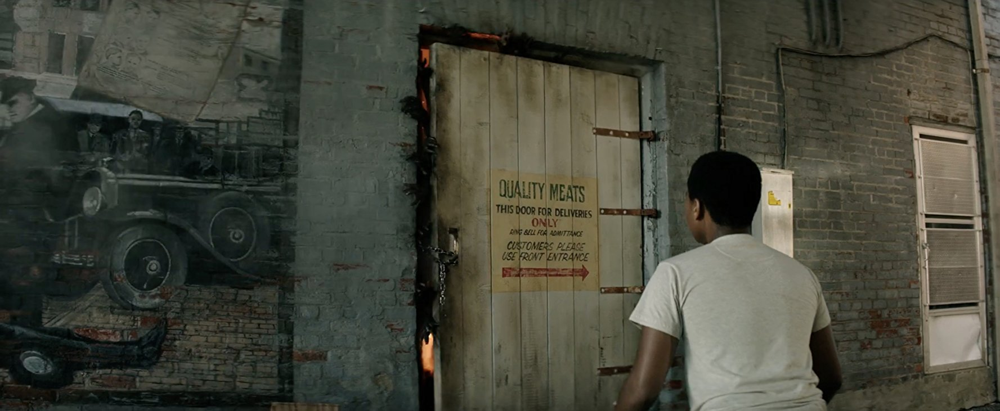 QUALITY MEATS
THIS DOOR FOR DELIVERIES
ONLY
RING BELL FOR ADMITTANCE
CUSTOMERS PLEASE
USE FRONT ENTRANCE